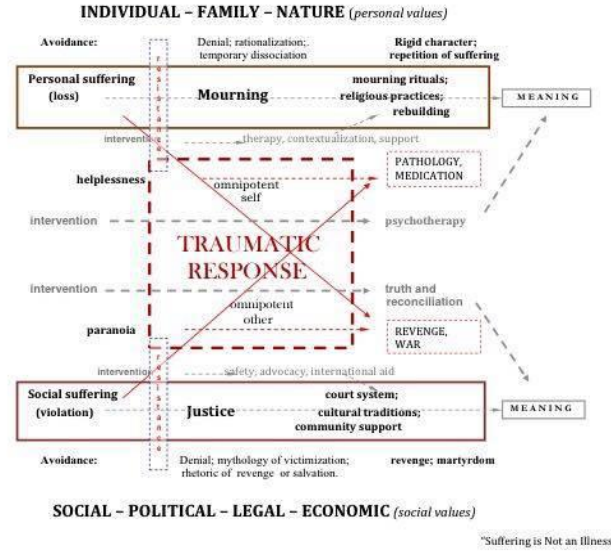 INDIVIDUAL – FAMILY – NATURE (personal values)
Avoidance:
Denial; rationalization;.
temporary dissociation
Rigid character;
repetition of suffering
resistance
Personal suffering
(loss)
Mourning
mourning rituals;
religious practices;
rebuilding
MEANING
interventio
therapy, contextualization, support
helplessness
omnipotent
self
PATHOLOGY,
MEDICATION
intervention
psychotherapy
TRAUMATIC
RESPONSE
intervention
truth and
reconciliation
omnipotent
other
paranoia
REVENGE,
WAR
interventio
safety, advocacy, international aid
resistance
Social suffering
(violation)
Justice
court system;
cultural traditions;
community support
MEANING
Avoidance:
Denial; mythology of victimization;
rhetoric of revenge or salvation.
revenge; martyrdom
SOCIAL – POLITICAL – LEGAL – ECONOMIC (social values)
"Suffering is Not an Illness